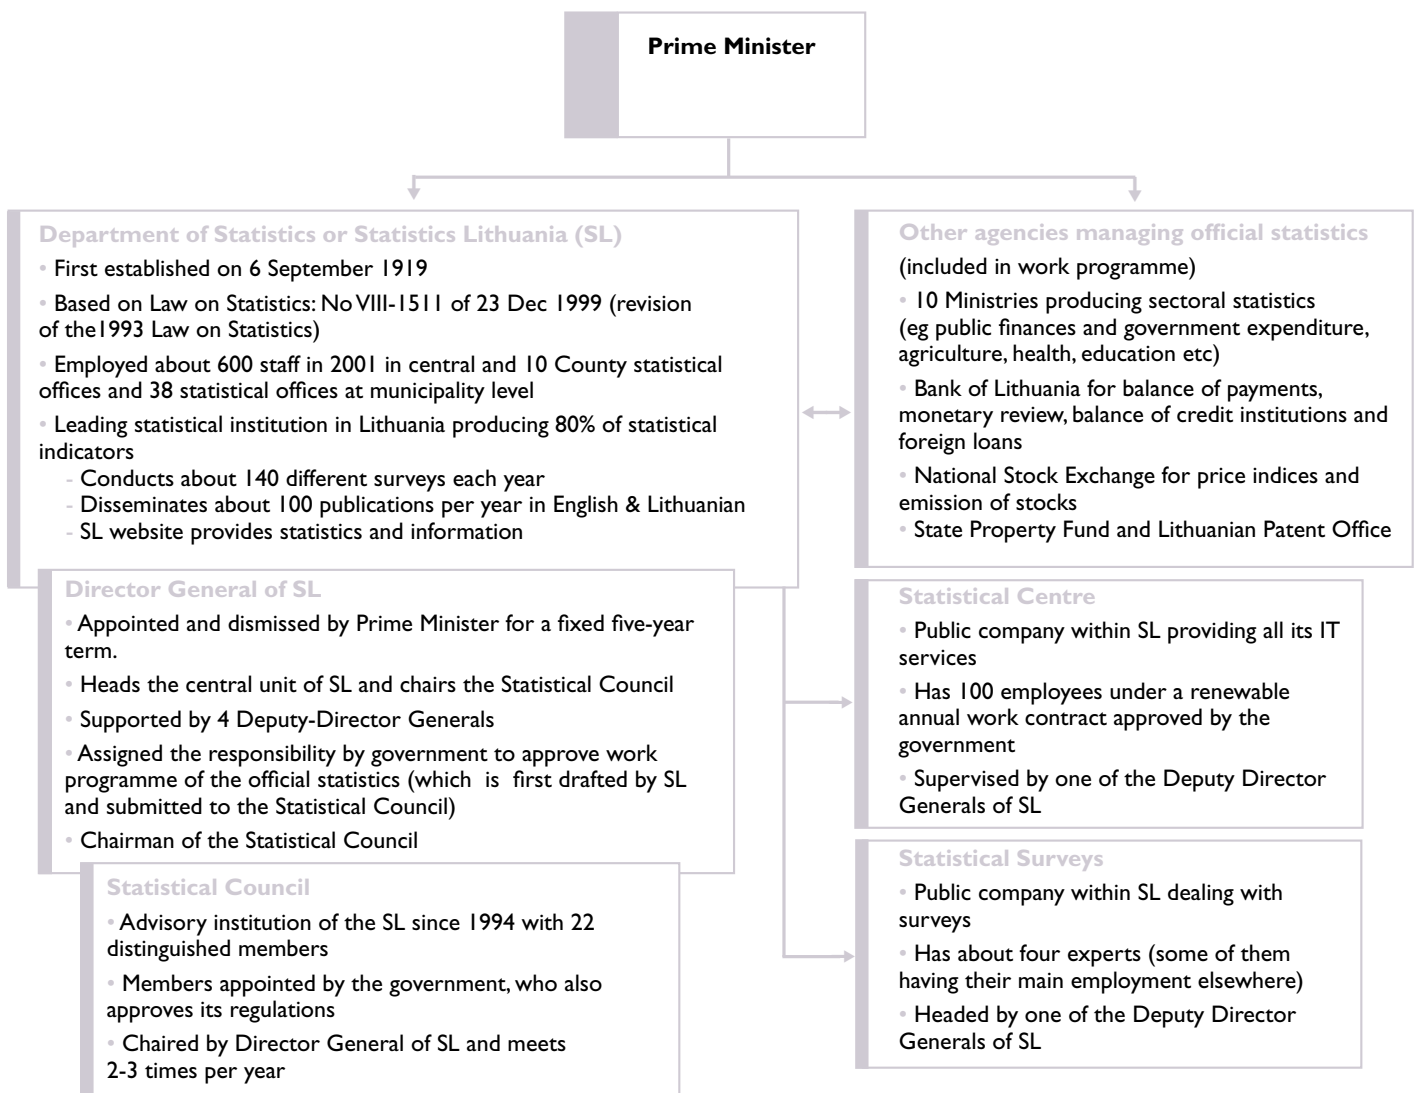 Prime Minister
Department of Statistics or Statistics Lithuania (SL)
• First established on 6 September 1919
• Based on Law on Statistics: No VIII-1511 of 23 Dec 1999 (revision
of the1993 Law on Statistics)
• Employed about 600 staff in 2001 in central and 10 County statistical
offices and 38 statistical offices at municipality level
• Leading statistical institution in Lithuania producing 80% of statistical
indicators
- Conducts about 140 different surveys each year
- Disseminates about 100 publications per year in English & Lithuanian
- SL website provides statistics and information
Director General of SL
• Appointed and dismissed by Prime Minister for a fixed five-year
term.
• Heads the central unit of SL and chairs the Statistical Council
• Supported by 4 Deputy-Director Generals
• Assigned the responsibility by government to approve work
programme of the official statistics (which is first drafted by SL
and submitted to the Statistical Council)
• Chairman of the Statistical Council
Statistical Council
• Advisory institution of the SL since 1994 with 22
distinguished members
• Members appointed by the government, who also
approves its regulations
• Chaired by Director General of SL and meets
2-3 times per year
Other agencies managing official statistics
(included in work programme)
• 10 Ministries producing sectoral statistics
(eg public finances and government expenditure,
agriculture, health, education etc)
• Bank of Lithuania for balance of payments,
monetary review, balance of credit institutions and
foreign loans
• National Stock Exchange for price indices and
emission of stocks
• State Property Fund and Lithuanian Patent Office
Statistical Centre
• Public company within SL providing all its IT
services
• Has 100 employees under a renewable
annual work contract approved by the
government
• Supervised by one of the Deputy Director
Generals of SL
Statistical Surveys
• Public company within SL dealing with
surveys
• Has about four experts (some of them
having their main employment elsewhere)
• Headed by one of the Deputy Director
Generals of SL